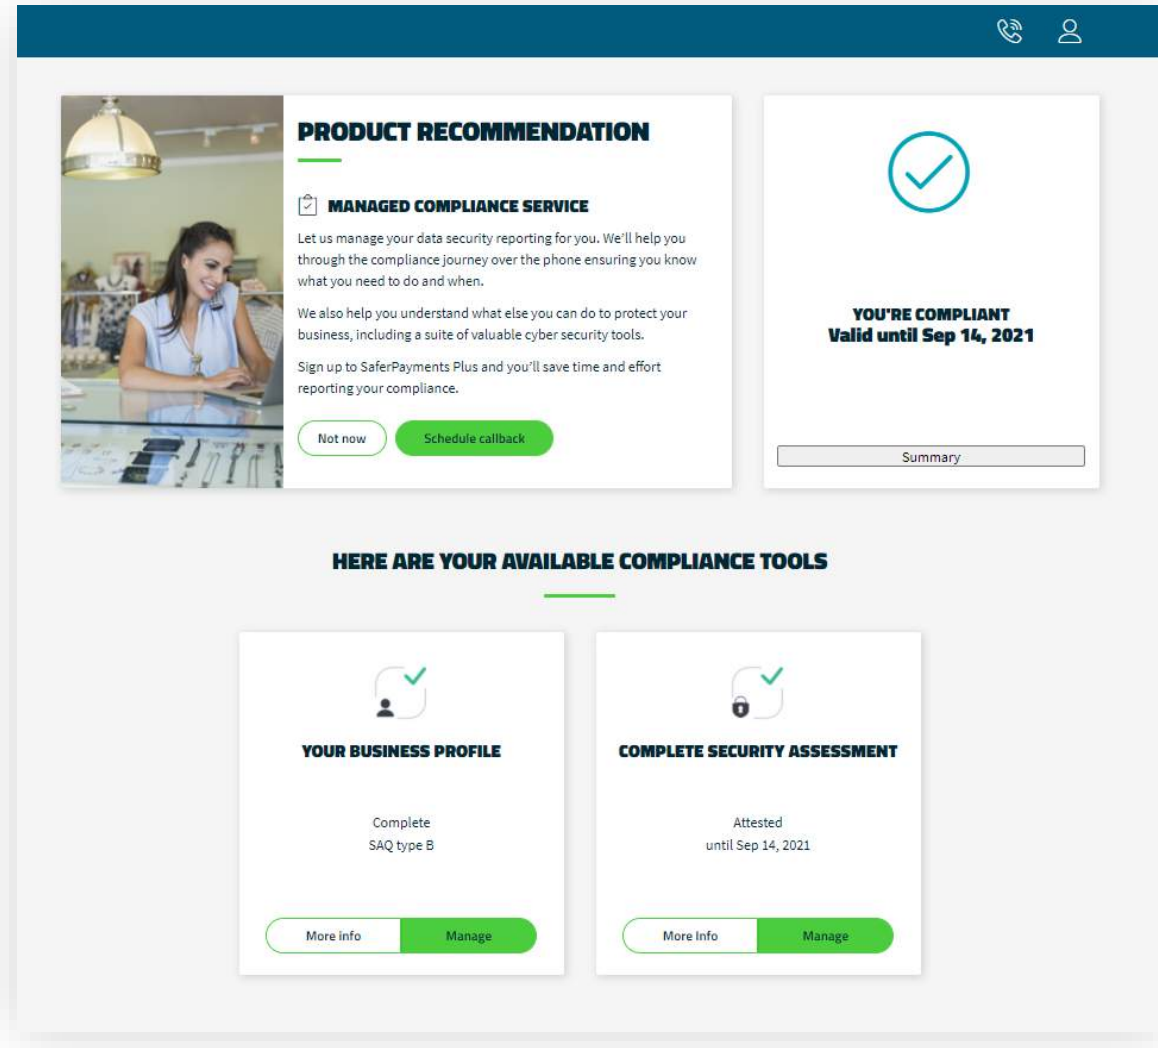 PRODUCT RECOMMENDATION
MANAGED COMPLIANCE SERVICE
Let us manage your data security reporting for you. We'll help you
through the compliance journey over the phone ensuring you know
what you need to do and when.
We also help you understand what else you can do to protect your
business, including a suite of valuable cyber security tools.
Sign up to SaferPayments Plus and you'll save time and effort
reporting your compliance.
Not now
Schedule callback
YOU'RE COMPLIANT
Valid until Sep 14, 2021
Summary
HERE ARE YOUR AVAILABLE COMPLIANCE TOOLS
YOUR BUSINESS PROFILE
Complete
SAQ type B
More info
Manage
COMPLETE SECURITY ASSESSMENT
Attested
until Sep 14, 2021
More Info
Manage